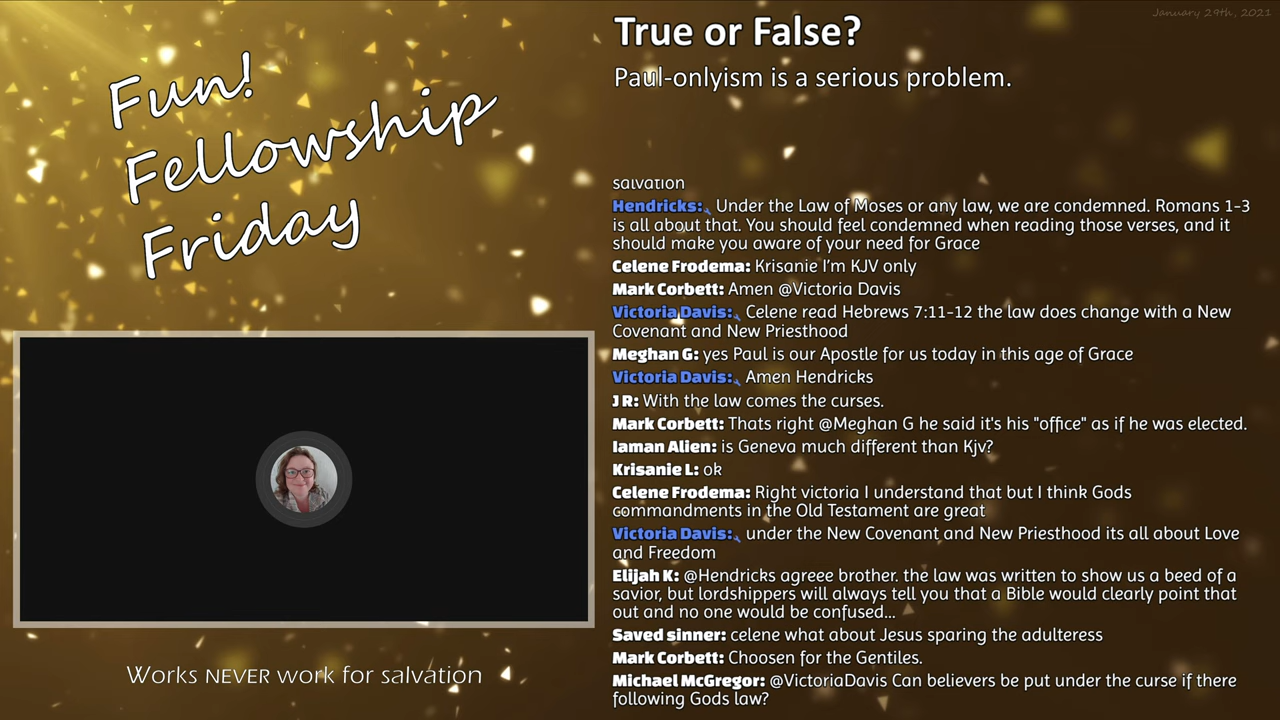 January 29th, 2021
Fun!
Fellowship
Friday
Works NEVER work for salvation
True or False?
Paul-onlyism is a serious problem.
salvation
Hendricks: Under the Law of Moses or any law, we are condemned. Romans 1-3
is all about that. You should feel condemned when reading those verses, and it
should make you aware of your need for Grace
Celene Frodema: Krisanie I'm KJV only
Mark Corbett: Amen @Victoria Davis
Victoria Davis: Celene read Hebrews 7:11-12 the law does change with a New
Covenant and New Priesthood
Meghan G: yes Paul is our Apostle for us today in this age of Grace
Victoria Davis: Amen Hendricks
J R: With the law comes the curses.
Mark Corbett: Thats right @Meghan G he said it's his "office" as if he was elected.
Iaman Alien: is Geneva much different than Kjv?
Krisanie L: ok
Celene Frodema: Right victoria I understand that but I think Gods
commandments in the Old Testament are great
Victoria Davis: under the New Covenant and New Priesthood its all about Love
and Freedom
Elijah K: @Hendricks agreee brother. the law was written to show us a beed of a
savior, but lordshippers will always tell you that a Bible would clearly point that
out and no one would be confused...
Saved sinner: celene what about Jesus sparing the adulteress
Mark Corbett: Choosen for the Gentiles.
Michael McGregor: @VictoriaDavis Can believers be put under the curse if there
following Gods law?